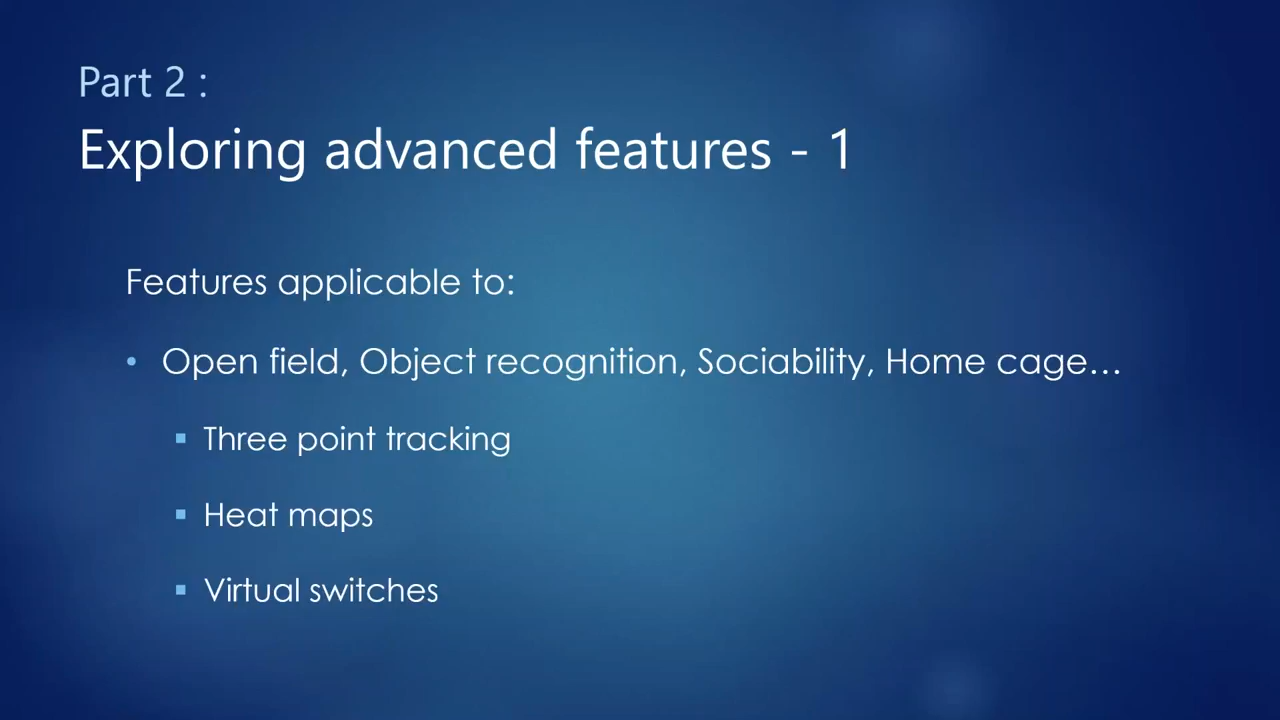 Part 2 :
Exploring advanced features - 1
Features applicable to:
• Open field, Object recognition, Sociability, Home cage…
▪ Three point tracking
▪ Heat maps
▪ Virtual switches